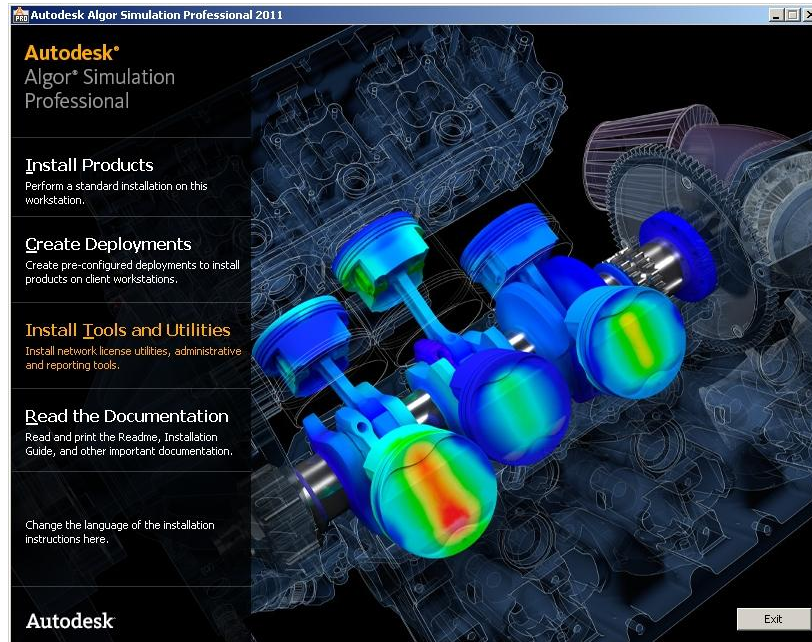 Autodesk Algor Simulation Professional 2011
Autodesk®
Algor® Simulation
Professional
Install Products
Perform a standard installation on this
workstation.
Create Deployments
Create pre-configured deployments to install
products on client workstations.
Install Tools and Utilities
Install network license utilities, administrative
and reporting tools.
Read the Documentation
Read and print the Readme, Installation
Guide, and other important documentation.
Change the language of the installation
instructions here.
Autodesk
Exit